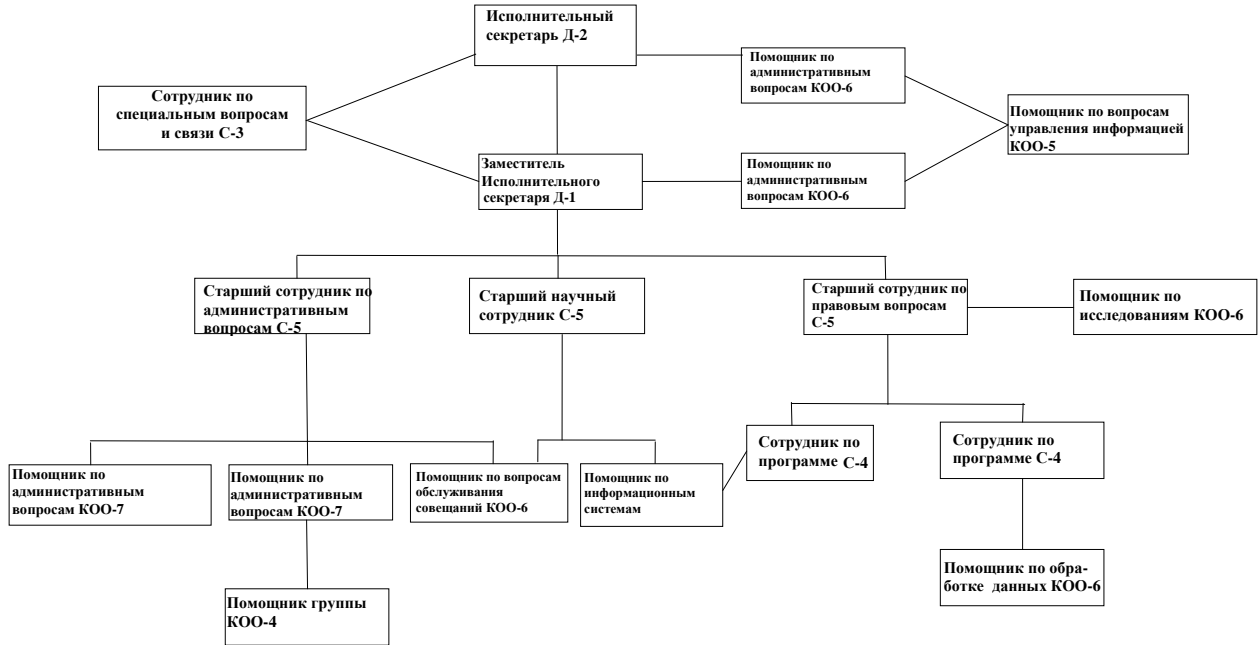 Исполнительный
секретарь Д-2
Помощник по
административным
вопросам КОО-6
Сотрудник по
специальным вопросам
и связи С-3
Помощник по вопросам
управления информацией
КОО-5
Заместитель
Исполнительного
секретаря Д-1
Помощник по
административным
вопросам КОО-6
Старший сотрудник по
административным
вопросам С-5
Старший научный
сотрудник С-5
Старший сотрудник по
правовым вопросам
С-5
Помощник по
исследованиям КОО-6
Сотрудник по
программе С-4
Сотрудник по
программе С-4
Помощник по
административным
вопросам КОО-7
Помощник по
административным
вопросам КОО-7
Помощник по вопросам
обслуживания
совещаний КОО-6
Помощник по
информационным
системам
Помощник по обра-
ботке данных КОО-6
Помощник группы
КОО-4